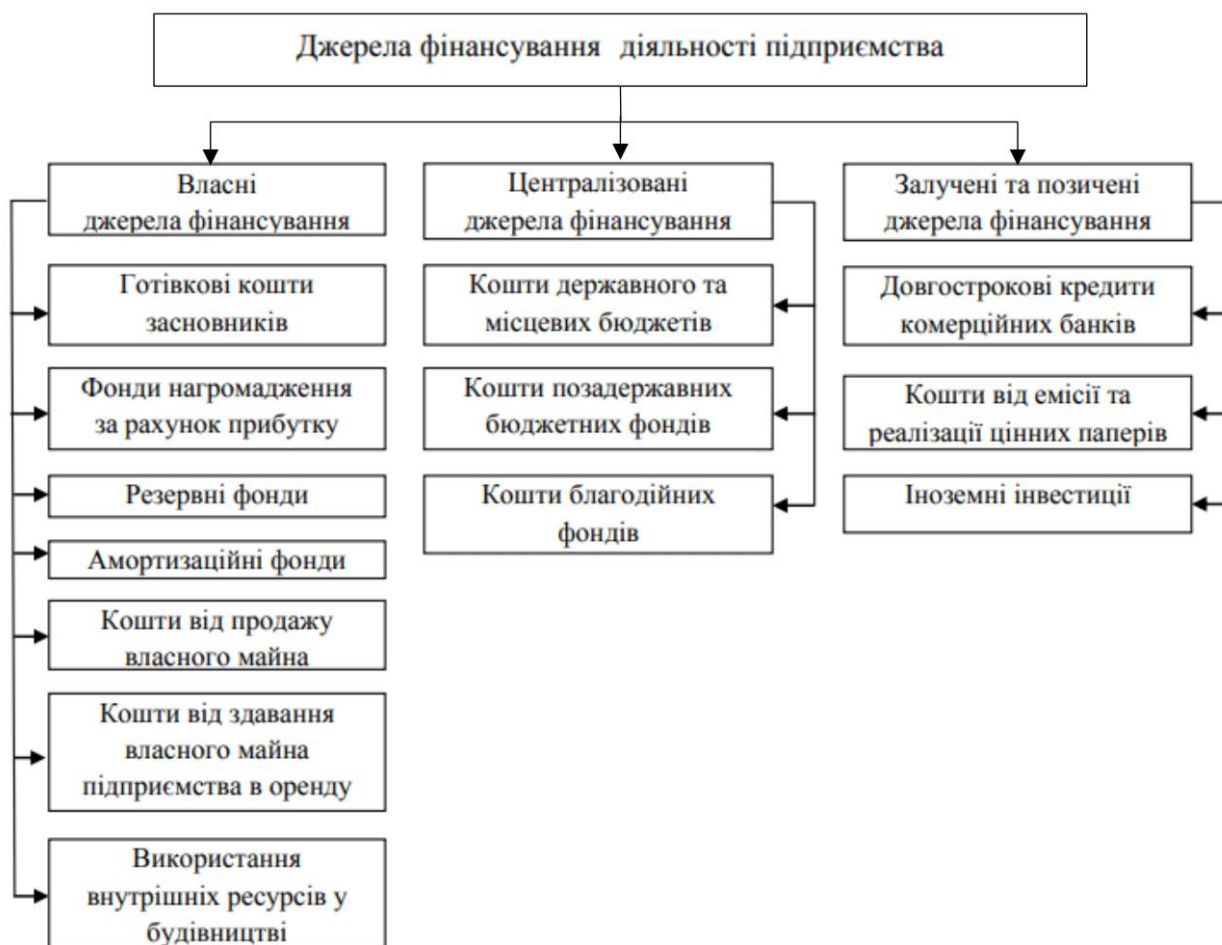 Джерела фінансування діяльності підприємства
Власні
джерела фінансування
Готівкові кошти
засновників
Фонди нагромадження
за рахунок прибутку
Резервні фонди
Амортизаційні фонди
Кошти від продажу
власного майна
Кошти від здавання
власного майна
підприємства в оренду
Використання
внутрішніх ресурсів у
будівництві
Централізовані
джерела фінансування
Кошти державного та
місцевих бюджетів
Кошти позадержавних
бюджетних фондів
Кошти благодійних
фондів
Залучені та позичені
джерела фінансування
Довгострокові кредити
комерційних банків
Кошти від емісії та
реалізації цінних паперів
Іноземні інвестиції